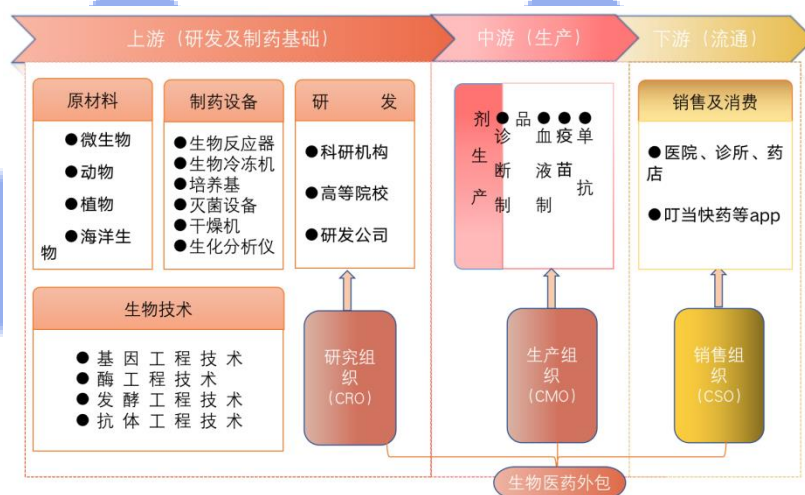 上游（研发及制药基础）
中游（生产）
下游（流通）
原材料
●微生物
●动物
●植物
●海洋生
物
制药设备
●生物反应器
●生物冷冻机
●培养基
●灭菌设备
●干燥机
●生化分析仪
研 发
●科研机构
●高等院校
●研发公司
生物技术
●基因工程技术
●酶工程技术
●发酵工程技术
●抗体工程技术
研究组
织
(CRO)
生产
●单抗
●疫苗
●血液制
品
●诊断制
剂
生产组
织
(CMO)
销售及消费
●医院、诊所、药
店
●叮当快药等app
销售组
织
(CSO)
生物医药外包